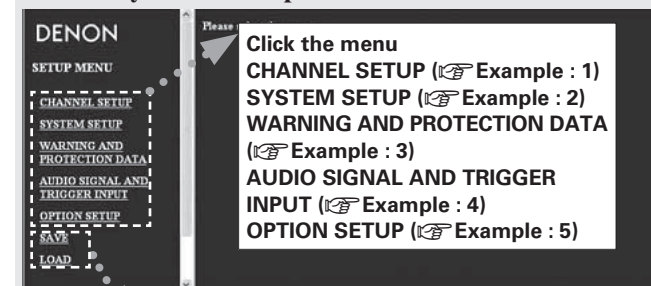 DENON
SETUP MENU
CHANNEL SETUP
SYSTEM SETUP
WARNING AND
PROTECTION DATA
AUDIO SIGNAL AND
TRIGGER INPUT
OPTION SETUP
SAVE
LOAD
Please
Click the menu
CHANNEL SETUP (☞ Example : 1)
SYSTEM SETUP (☞ Example : 2)
WARNING AND PROTECTION DATA
(☞ Example : 3)
AUDIO SIGNAL AND TRIGGER
INPUT (☞ Example : 4)
OPTION SETUP (☞ Example : 5)